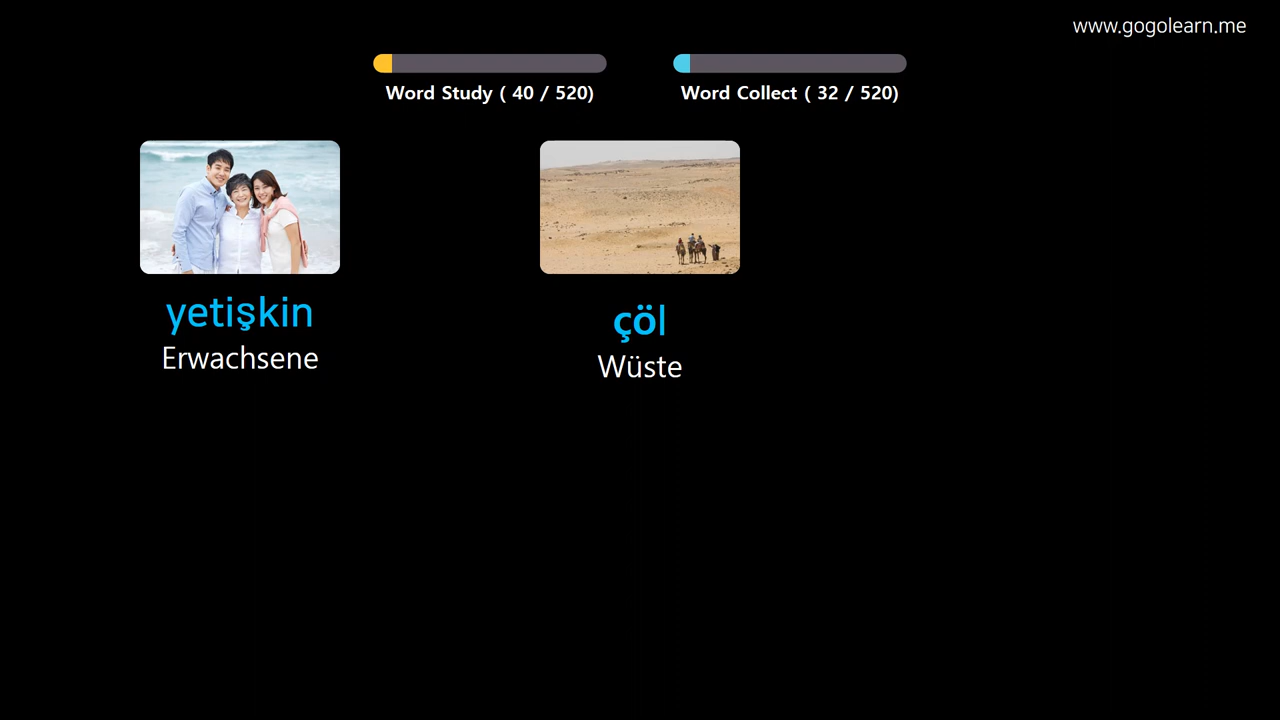 www.gogolearn.me
Word Study ( 40 / 520)
Word Collect ( 32 / 520)
yetişkin
Erwachsene
çöl
Wüste